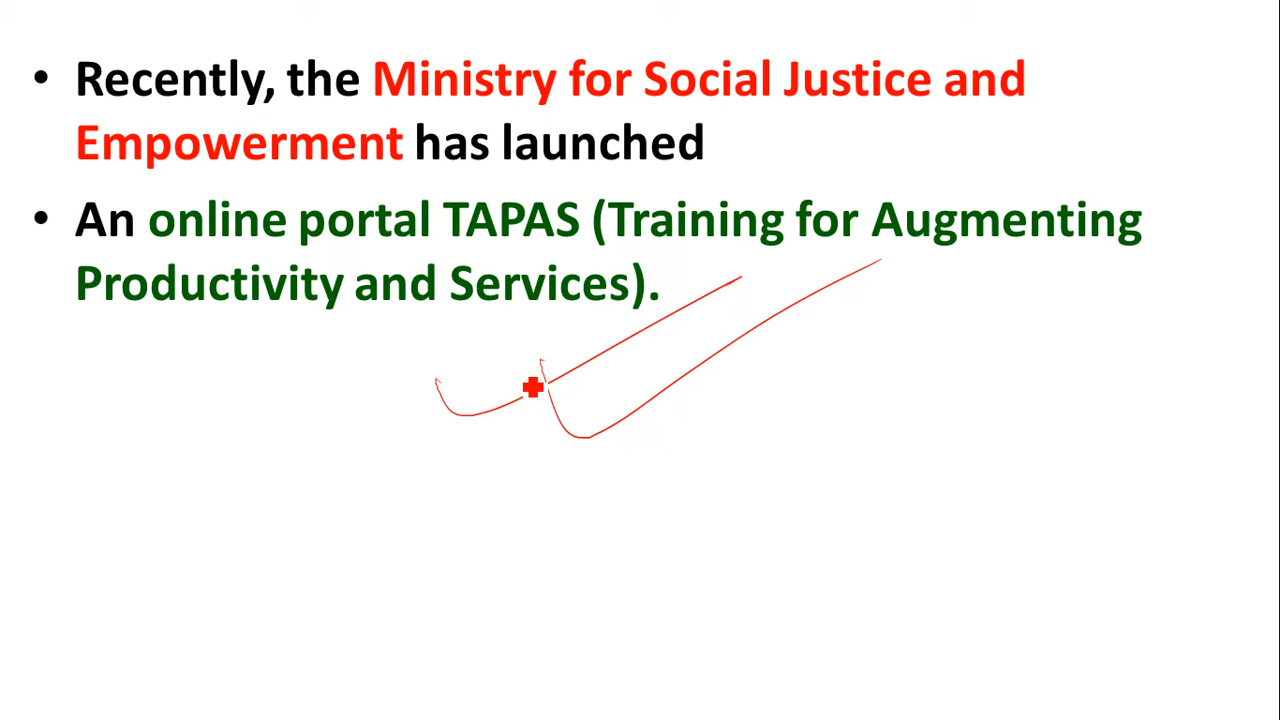 • Recently, the Ministry for Social Justice and
Empowerment has launched
• An online portal TAPAS (Training for Augmenting
Productivity and Services).